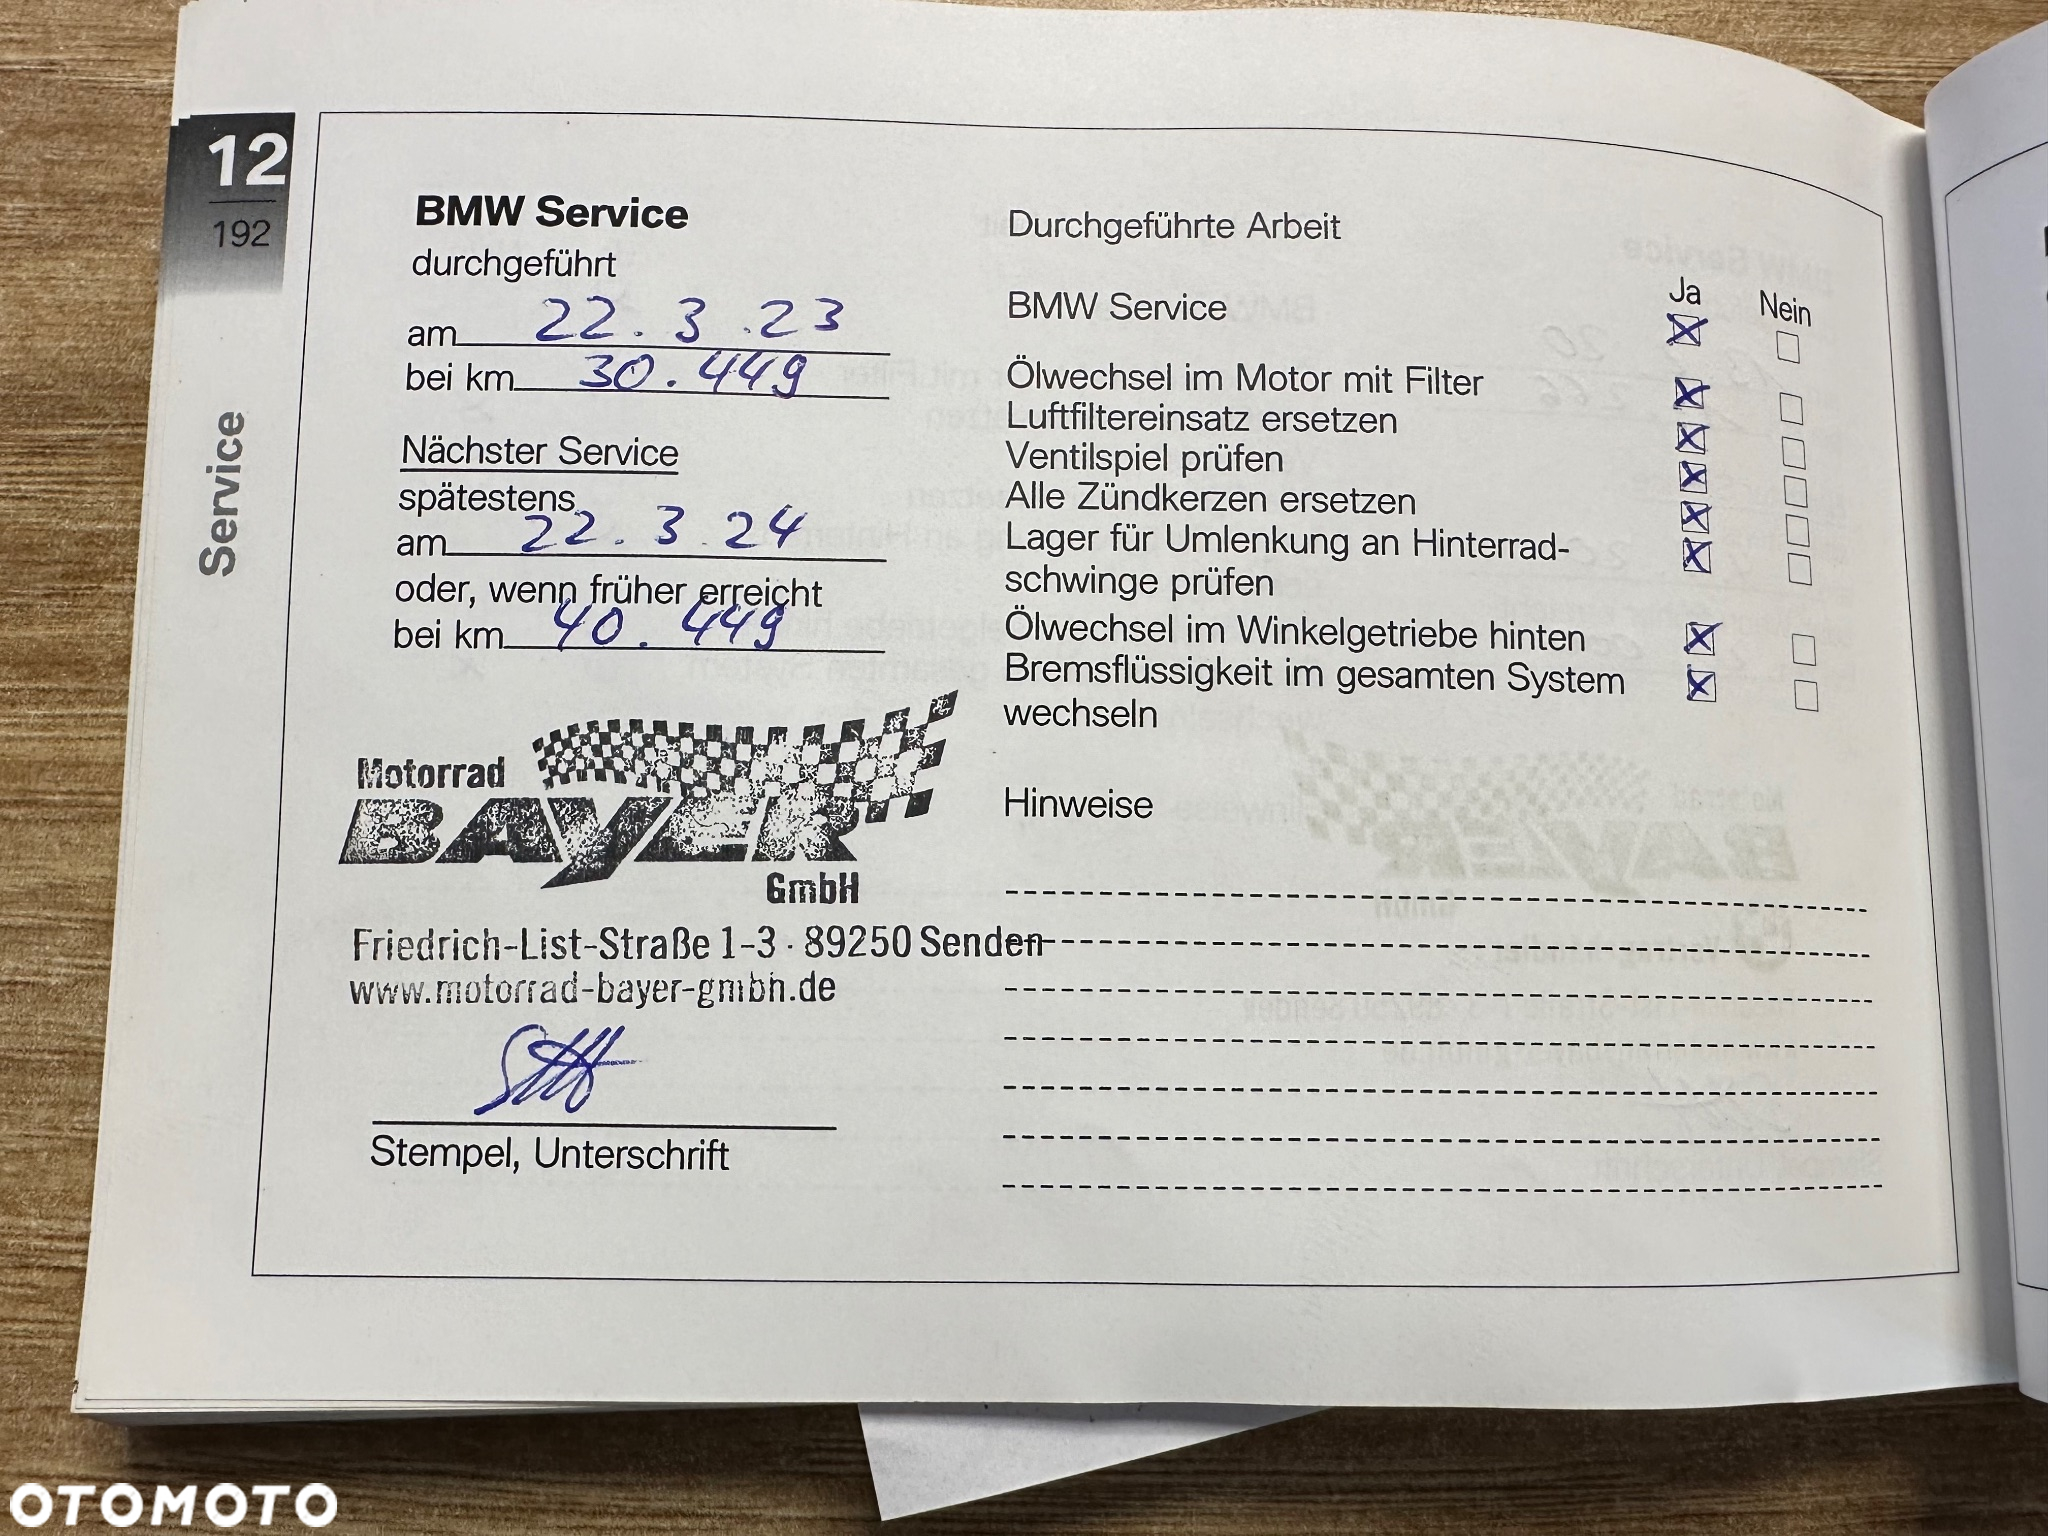 12
192
Service
BMW Service
durchgeführt
am 22.3.23
bei km 30.449
Nächster Service
spätestens
am 22.3 24
oder, wenn früher erreicht
bei km 40.449
Motorrad
BAYER
GmbH
Friedrich-List-Straße 1-3 · 89250 Senden
www.motorrad-bayer-gmbh.de
Stempel, Unterschrift
Durchgeführte Arbeit
Ja Nein
BMW Service
Ölwechsel im Motor mit Filter
Luftfiltereinsatz ersetzen
Ventilspiel prüfen
Alle Zündkerzen ersetzen
Lager für Umlenkung an Hinterrad-
schwinge prüfen
Ölwechsel im Winkelgetriebe hinten
Bremsflüssigkeit im gesamten System
wechseln
Hinweise
OTOMOTO